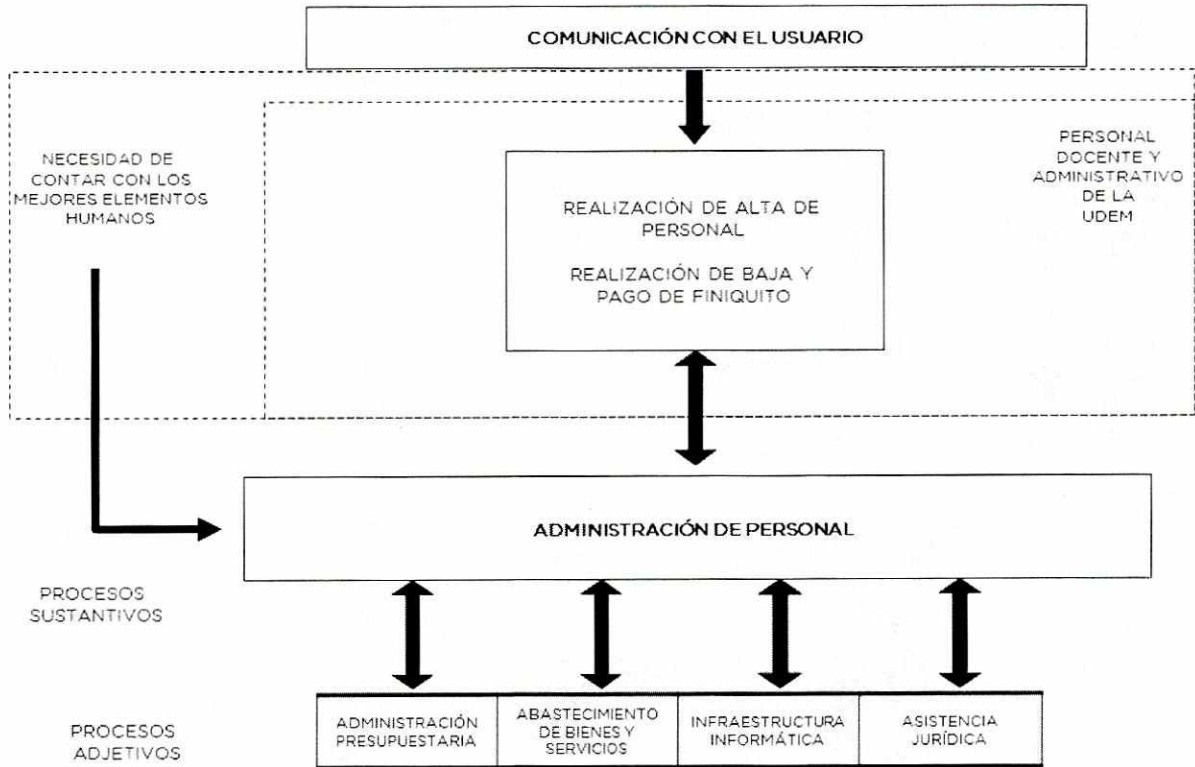 COMUNICACIÓN CON EL USUARIO
NECESIDAD DE
CONTAR CON LOS
MEJORES ELEMENTOS
HUMANOS
PERSONAL
DOCENTE Y
ADMINISTRATIVO
DE LA
UDEM
REALIZACIÓN DE ALTA DE
PERSONAL
REALIZACIÓN DE BAJA Y
PAGO DE FINIQUITO
ADMINISTRACIÓN DE PERSONAL
PROCESOS
SUSTANTIVOS
PROCESOS
ADJETIVOS
ADMINISTRACIÓN
PRESUPUESTARIA
ABASTECIMIENTO
DE BIENES Y
SERVICIOS
INFRAESTRUCTURA
INFORMÁTICA
ASISTENCIA
JURÍDICA